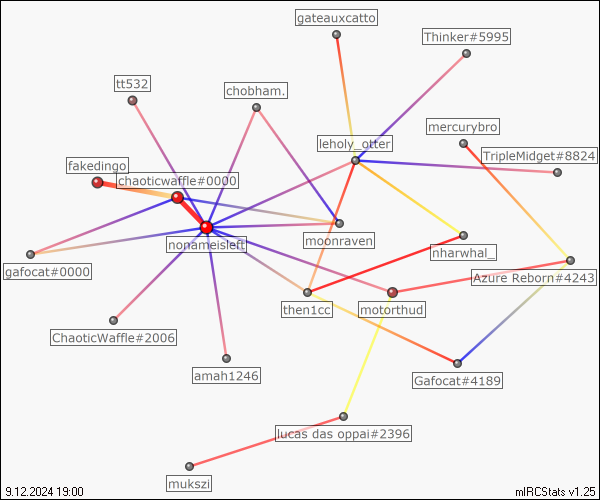 gateauxcatto
Thinker#5995
tt532
chobham.
mercurybro
leholy_otter
TripleMidget#8824
fakedingo
chaoticwaffle#0000
nonameisleft
moonraven
nharwhal_
gafocat#0000
Azure Reborn#4243
then1cc
motorthud
ChaoticWaffle#2006
amah1246
Gafocat#4189
lucas das oppai#2396
mukszi
9.12.2024 19:00
mIRCStats v1.25